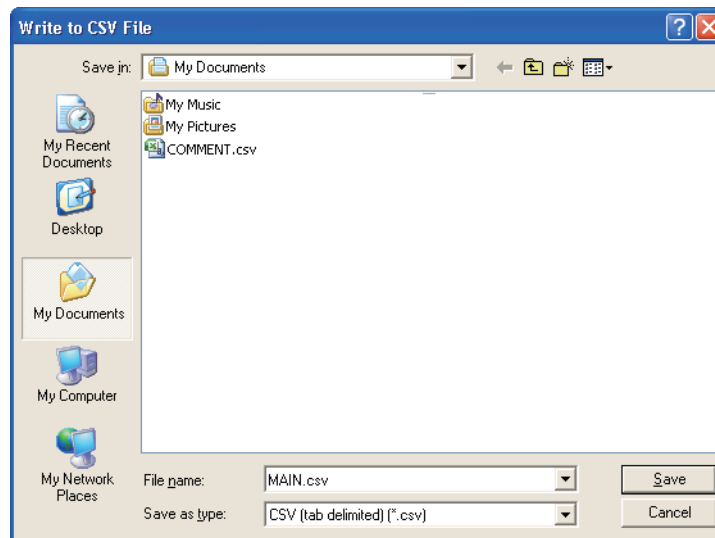 Write to CSV File
Save in:
My Documents
My Music
My Pictures
COMMENT.csv
My Recent
Documents
Desktop
My Documents
My Computer
My Network
Places
File name:
MAIN.csv
Save
Save as type:
CSV (tab delimited) (*.csv)
Cancel